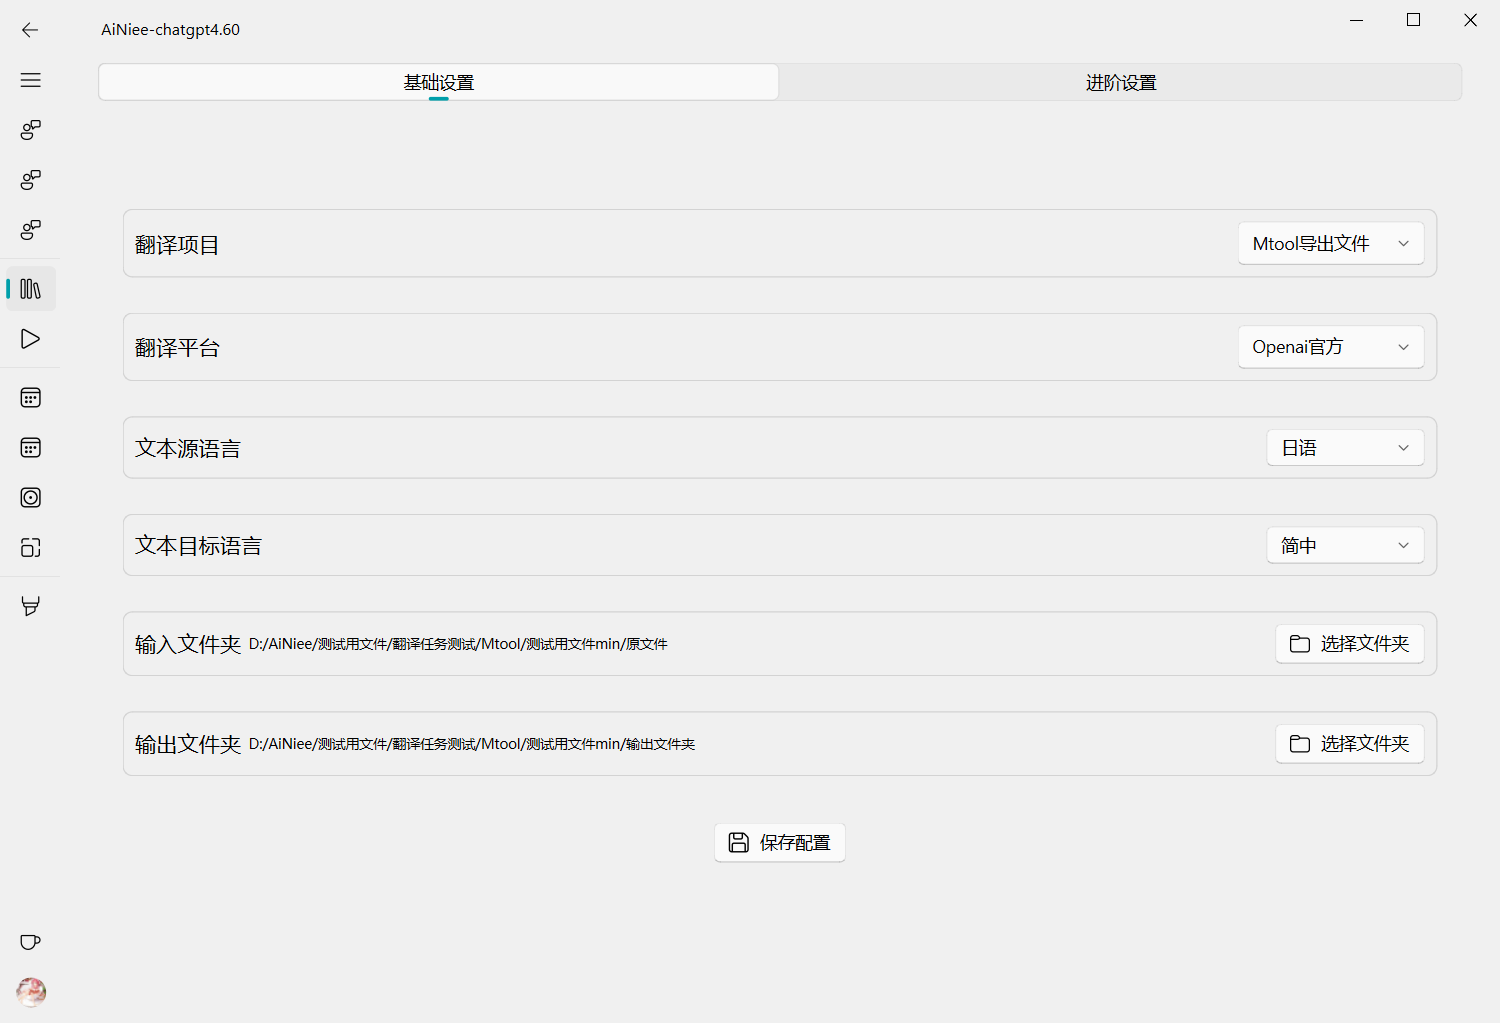 AiNiee-chatgpt4.60
基础设置
进阶设置
翻译项目
Mtool导出文件
翻译平台
Openai官方
文本源语言
日语
文本目标语言
简中
输入文件夹 D:/AiNiee/测试用文件/翻译任务测试/Mtool/测试用文件min/原文件
选择文件夹
输出文件夹 D:/AiNiee/测试用文件/翻译任务测试/Mtool/测试用文件min/输出文件夹
选择文件夹
保存配置